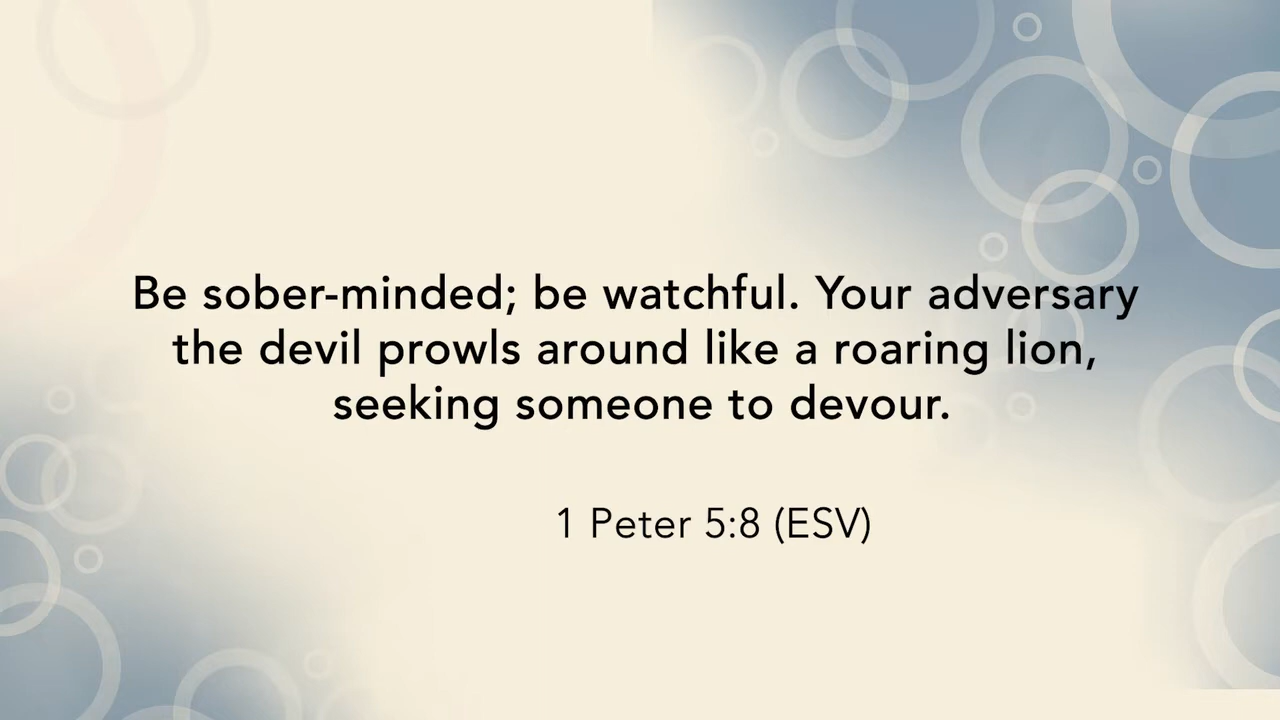 Be sober-minded; be watchful. Your adversary
the devil prowls around like a roaring lion,
seeking someone to devour.
1 Peter 5:8 (ESV)